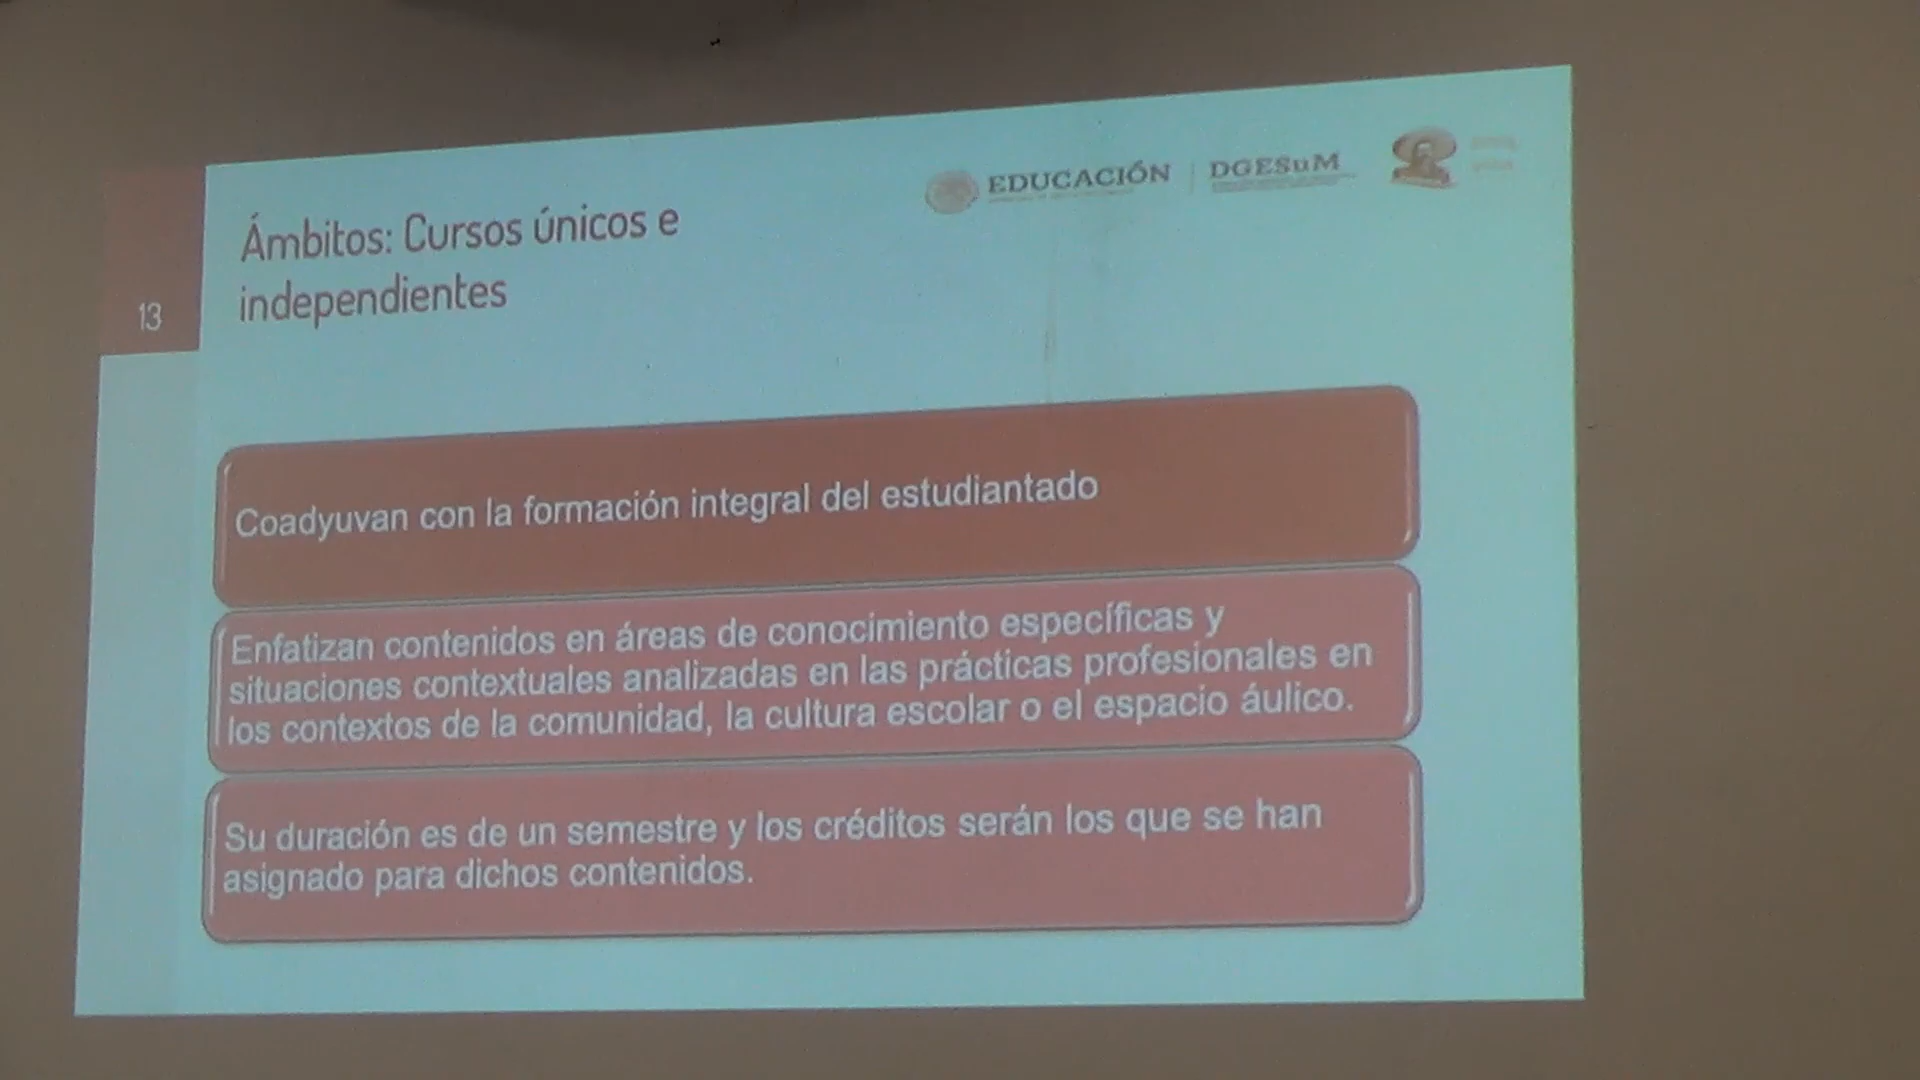 13
Ámbitos: Cursos únicos e
independientes
EDUCACIÓN
DGESuM
Coadyuvan con la formación integral del estudiantado
Enfatizan contenidos en áreas de conocimiento específicas y
situaciones contextuales analizadas en las prácticas profesionales en
los contextos de la comunidad, la cultura escolar o el espacio áulico.
Su duración es de un semestre y los créditos serán los que se han
asignado para dichos contenidos.